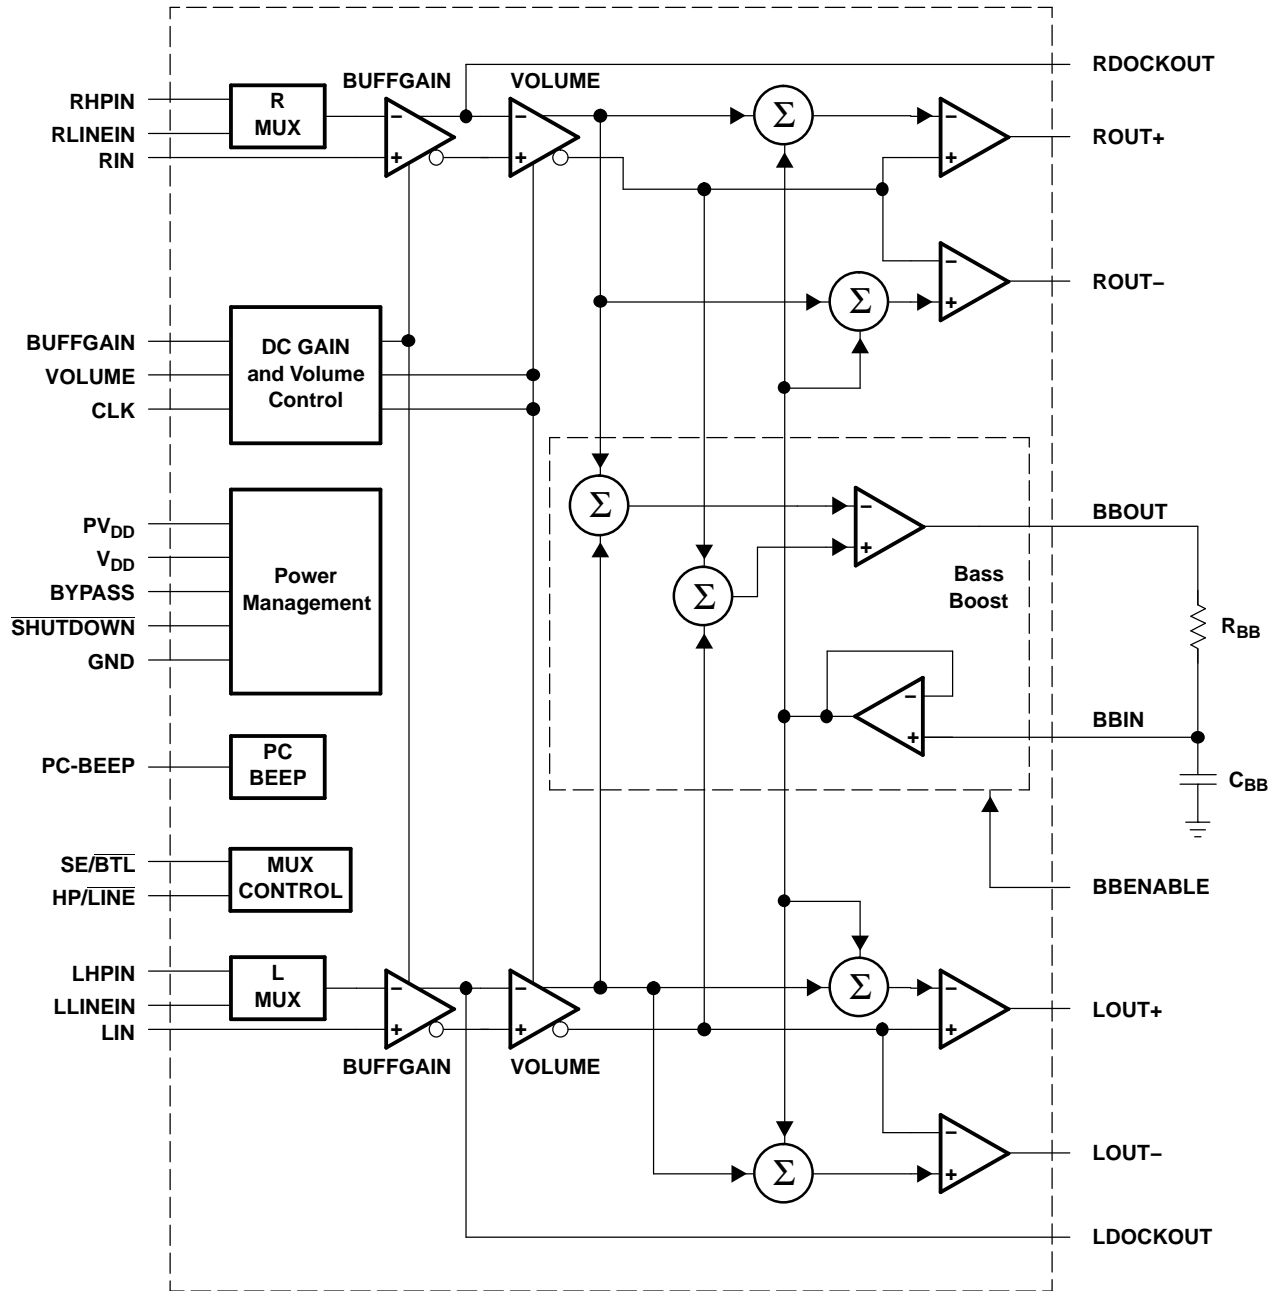 RDOCKOUT
BUFFGAIN
VOLUME
RHPIN
RLINEIN
RIN
R
MUX
−
+
−
+
Σ
−
+
ROUT+
Σ
−
+
ROUT−
BUFFGAIN
VOLUME
CLK
DC GAIN
and Volume
Control
Σ
−
+
BBOUT
PVDD
VDD
BYPASS
SHUTDOWN
GND
Power
Management
Σ
Bass
Boost
RBB
−
+
BBIN
CBB
PC-BEEP
PC
BEEP
SE/BTL
HP/LINE
MUX
CONTROL
BBENABLE
LHPIN
LLINEIN
LIN
L
MUX
−
+
−
+
BUFFGAIN
VOLUME
Σ
−
+
LOUT+
Σ
−
+
LOUT−
LDOCKOUT